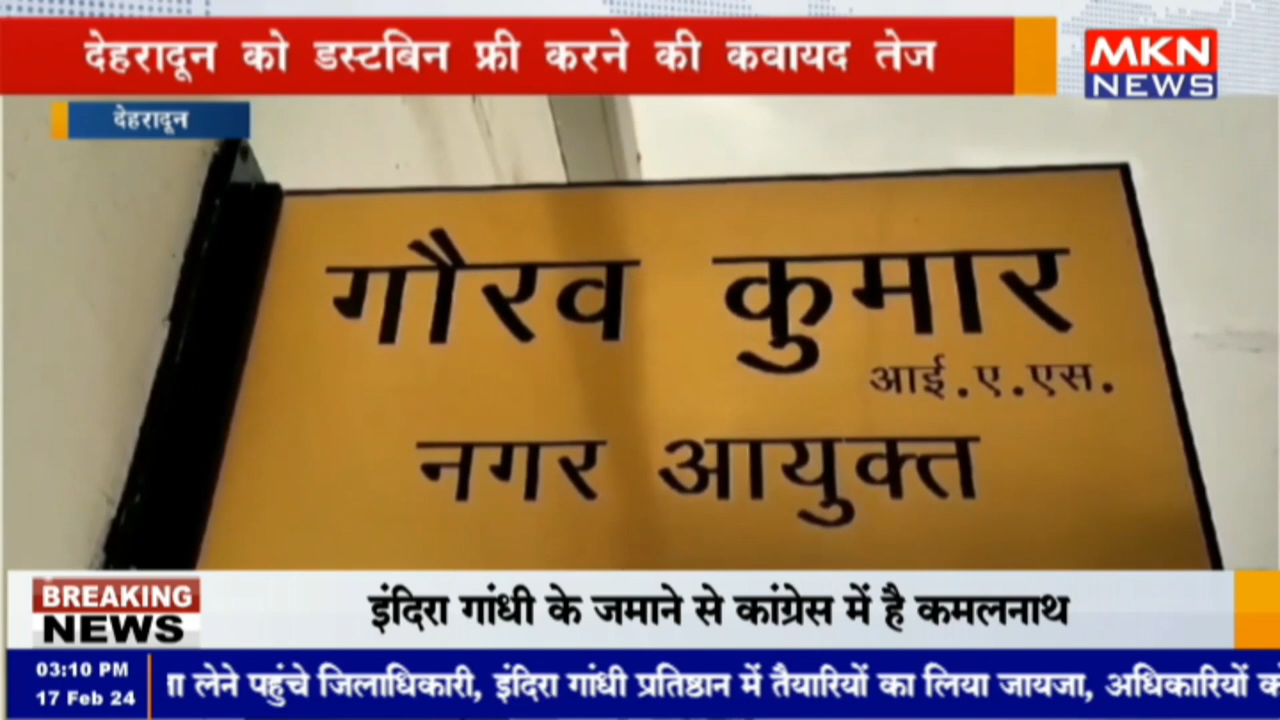 देहरादून को डस्टबिन फ्री करने की कवायद तेज
MKN
NEWS
देहरादून
गौरव कुमार
आई.ए.एस.
नगर आयुक्त
BREAKING
NEWS
इंदिरा गांधी के जमाने से कांग्रेस में है कमलनाथ
03:10 PM
17 Feb 24
लेने पहुंचे जिलाधिकारी, इंदिरा गांधी प्रतिष्ठान में तैयारियों का लिया जायजा, अधिकारियों